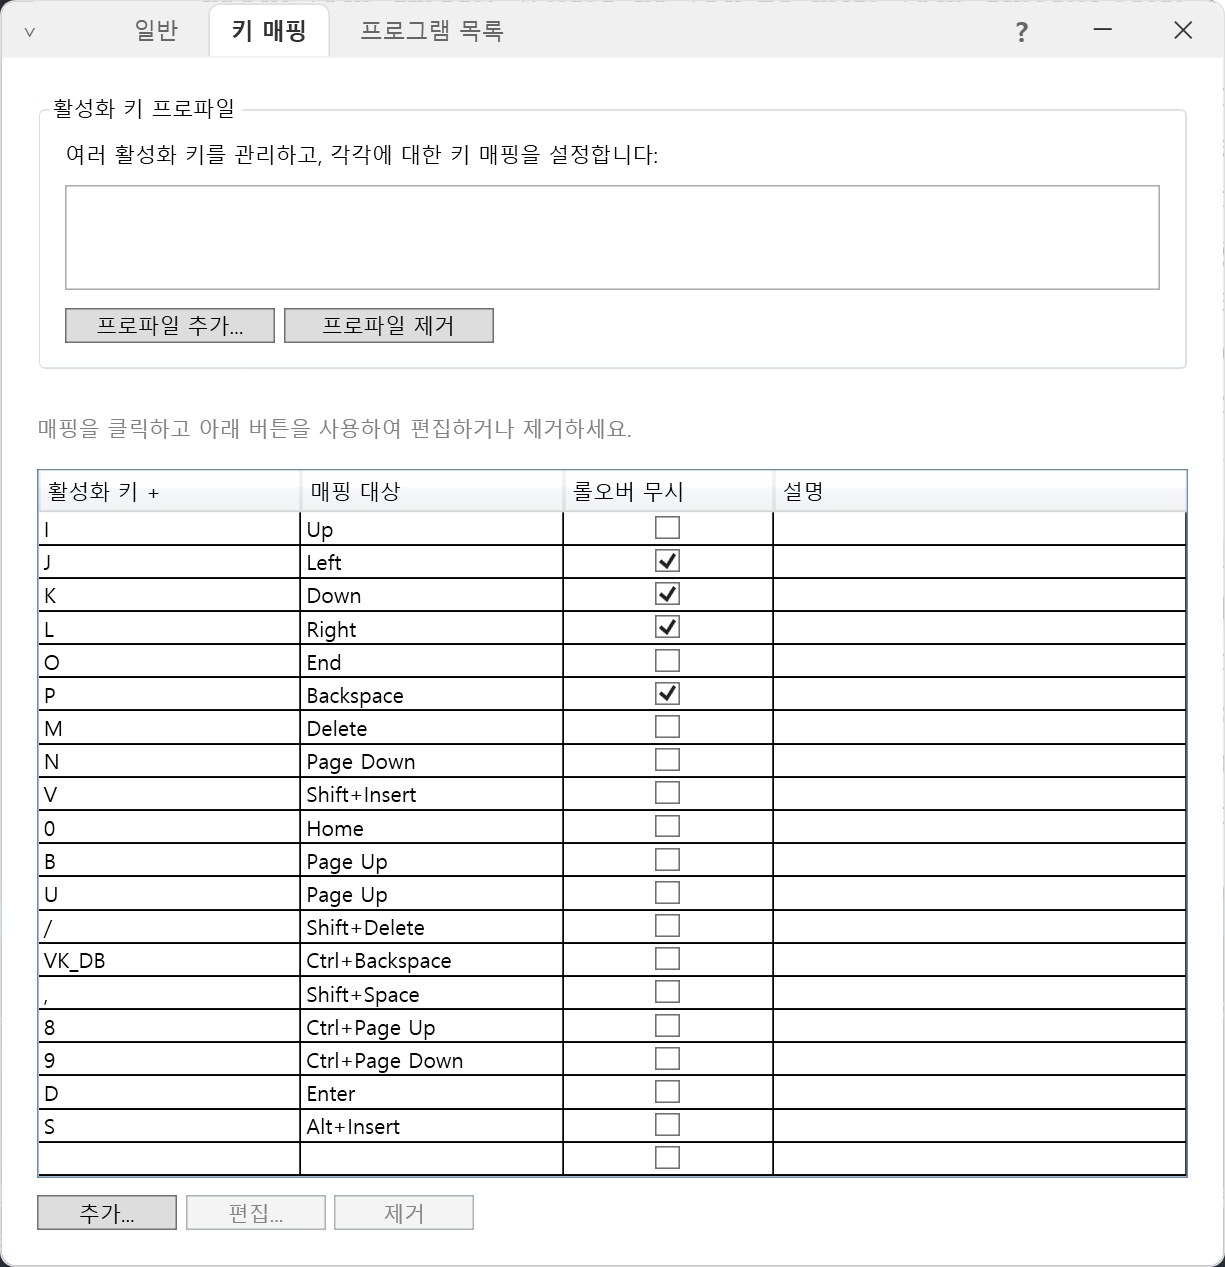 일반 키 매핑 프로그램 목록 ?
활성화 키 프로파일
여러 활성화 키를 관리하고, 각각에 대한 키 매핑을 설정합니다:
프로파일 추가... 프로파일 제거
매핑을 클릭하고 아래 버튼을 사용하여 편집하거나 제거하세요.
활성화 키 + 매핑 대상 롤오버 무시 설명
I Up
J Left
K Down
L Right
O End
P Backspace
M Delete
N Page Down
V Shift+Insert
0 Home
B Page Up
U Page Up
/ Shift+Delete
VK_DB Ctrl+Backspace
, Shift+Space
8 Ctrl+Page Up
9 Ctrl+Page Down
D Enter
S Alt+Insert
추가... 편집... 제거